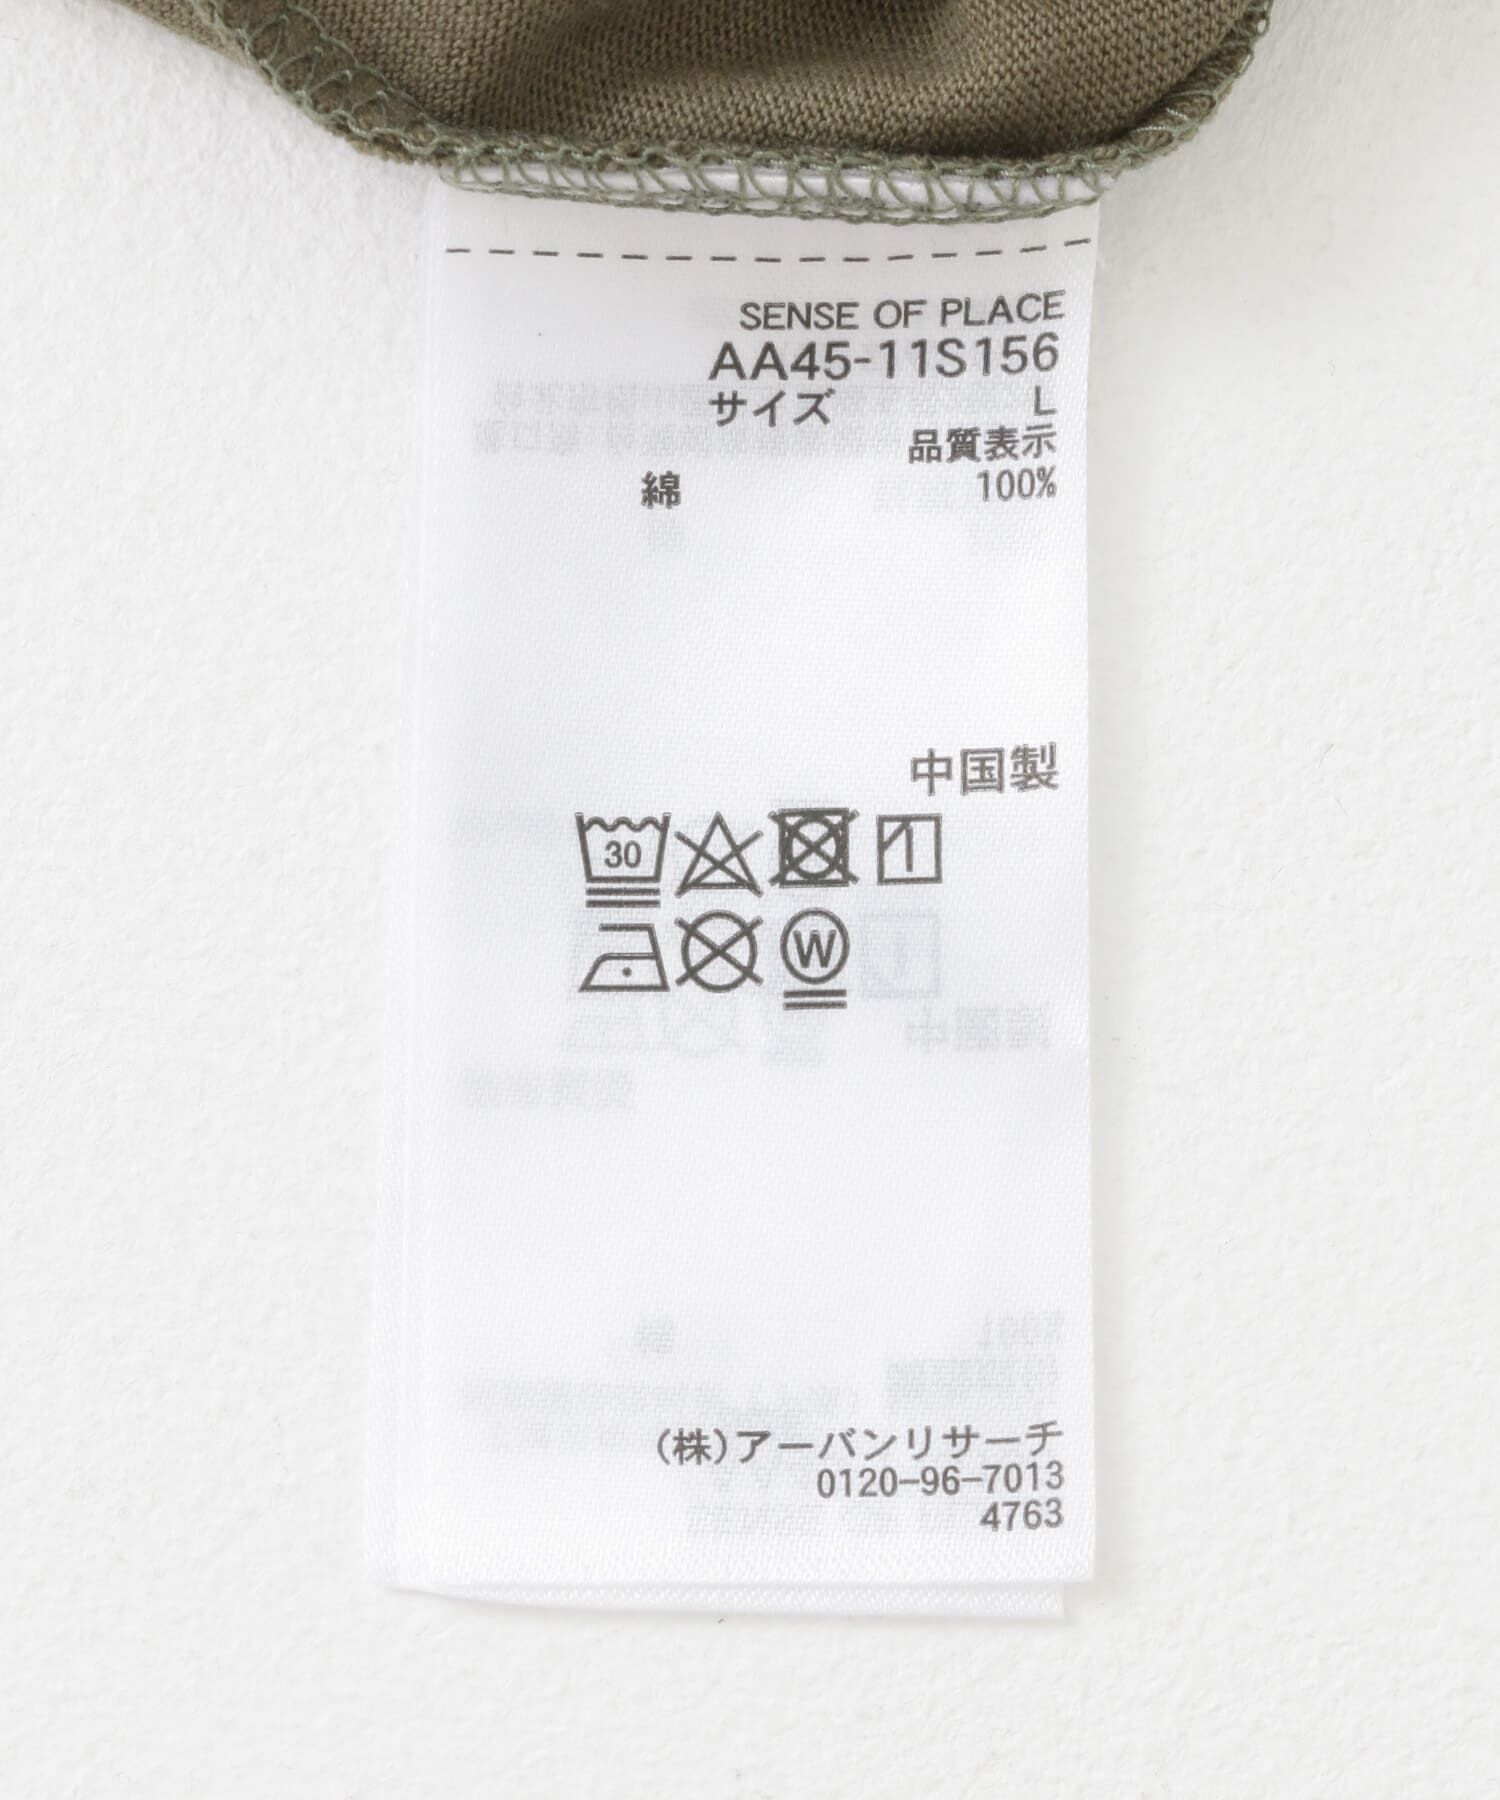 SENSE OF PLACE
AA45-11S156
サイズ L
品質表示
綿 100%
中国製
30
W
(株)アーバンリサーチ
0120-96-7013
4763